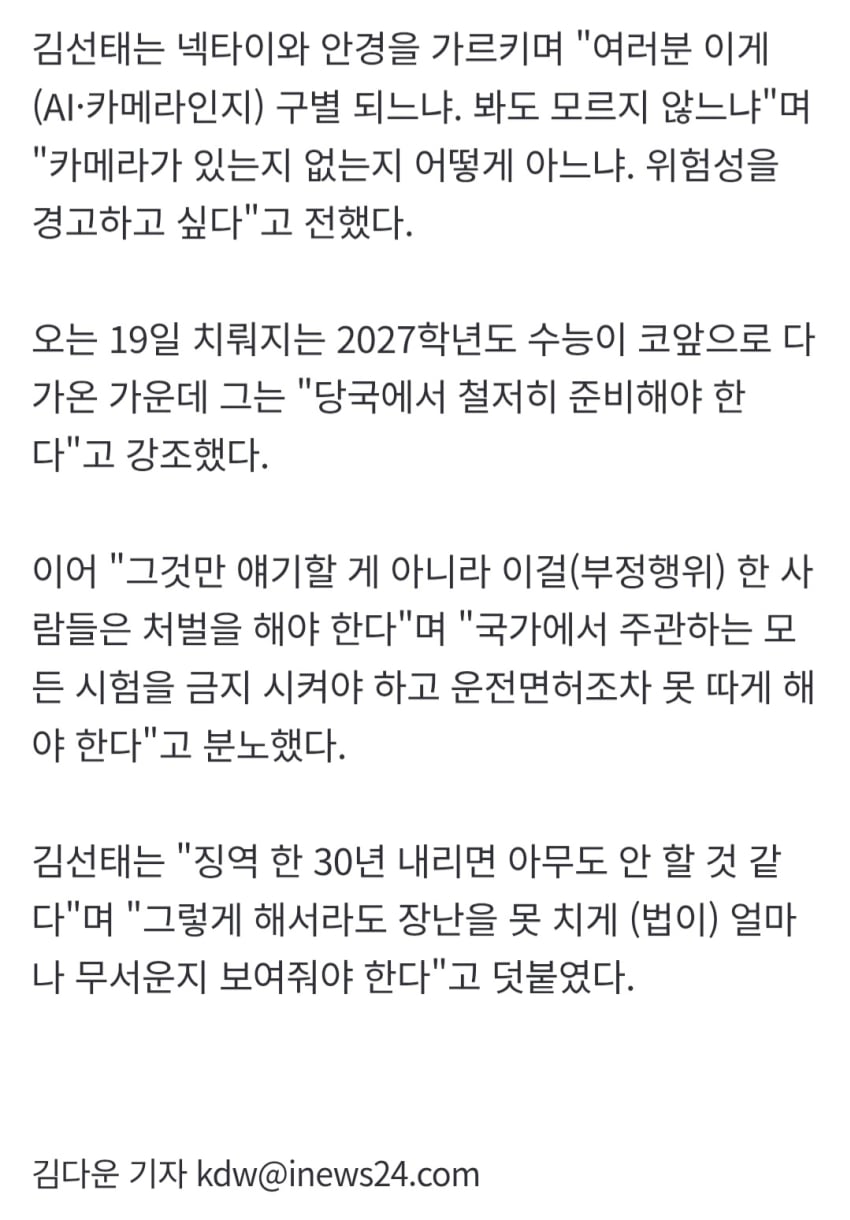 김선태는 넥타이와 안경을 가르키며 "여러분 이게
(AI·카메라인지) 구별 되느냐. 봐도 모르지 않느냐"며
"카메라가 있는지 없는지 어떻게 아느냐. 위험성을
경고하고 싶다"고 전했다.
오는 19일 치뤄지는 2027학년도 수능이 코앞으로 다
가온 가운데 그는 "당국에서 철저히 준비해야 한
다"고 강조했다.
이어 "그것만 얘기할 게 아니라 이걸(부정행위) 한 사
람들은 처벌을 해야 한다"며 "국가에서 주관하는 모
든 시험을 금지 시켜야 하고 운전면허조차 못 따게 해
야 한다"고 분노했다.
김선태는 "징역 한 30년 내리면 아무도 안 할 것 같
다"며 "그렇게 해서라도 장난을 못 치게 (법이) 얼마
나 무서운지 보여줘야 한다"고 덧붙였다.
김다운 기자 kdw@inews24.com